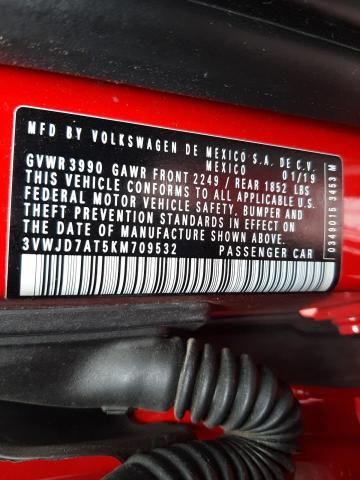 MFD BY VOLKSWAGEN DE MEXICO S.A. DE C.V.
MEXICO 01/19
GVWR 3990 GAWR FRONT 2249 / REAR 1852 LBS
THIS VEHICLE CONFORMS TO ALL APPLICABLE U.S.
FEDERAL MOTOR VEHICLE SAFETY, BUMPER AND
THEFT PREVENTION STANDARDS IN EFFECT ON
THE DATE OF MANUFACTURE SHOWN ABOVE.
3VWJD7AT5KM709532 PASSENGER CAR
0349015 3453 M